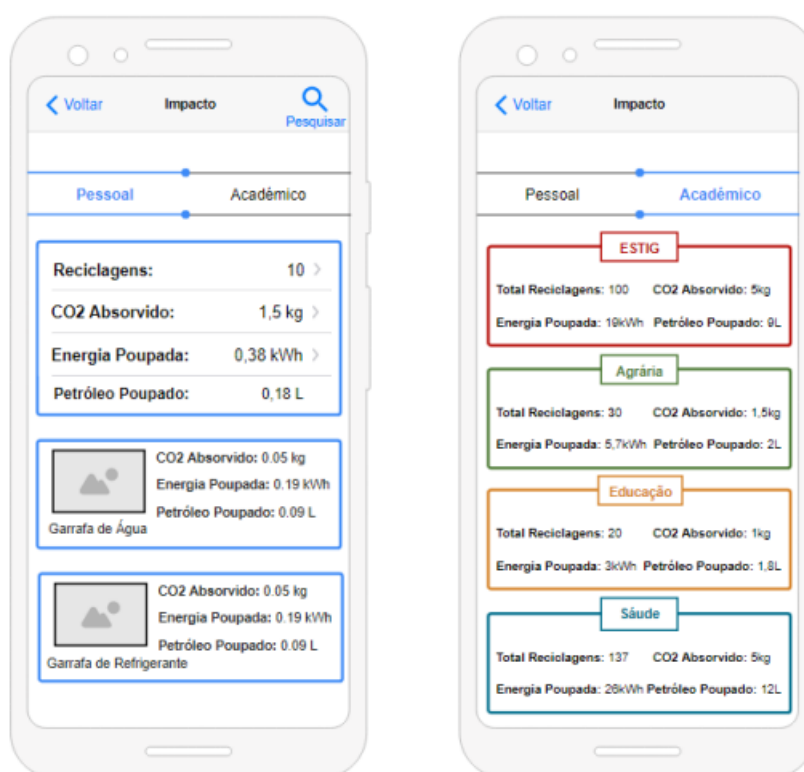 Voltar Impacto Pesquisar
Pessoal Académico
Reciclagens: 10
CO2 Absorvido: 1,5 kg
Energia Poupada: 0,38 kWh
Petróleo Poupado: 0,18 L
CO2 Absorvido: 0.05 kg
Energia Poupada: 0.19 kWh
Petróleo Poupado: 0.09 L
Garrafa de Água
CO2 Absorvido: 0.05 kg
Energia Poupada: 0.19 kWh
Petróleo Poupado: 0.09 L
Garrafa de Refrigerante
Voltar Impacto
Pessoal Académico
ESTIG
Total Reciclagens: 100 CO2 Absorvido: 5kg
Energia Poupada: 19kWh Petróleo Poupado: 9L
Agrária
Total Reciclagens: 30 CO2 Absorvido: 1,5kg
Energia Poupada: 5,7kWh Petróleo Poupado: 2L
Educação
Total Reciclagens: 20 CO2 Absorvido: 1kg
Energia Poupada: 3kWh Petróleo Poupado: 1,8L
Sáude
Total Reciclagens: 137 CO2 Absorvido: 5kg
Energia Poupada: 26kWh Petróleo Poupado: 12L